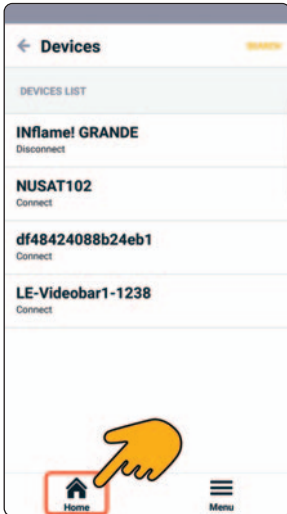 Devices
SEARCH
DEVICES LIST
INflame! GRANDE
Disconnect
NUSAT102
Connect
df48424088b24eb1
Connect
LE-Videobar1-1238
Connect
Home
Menu